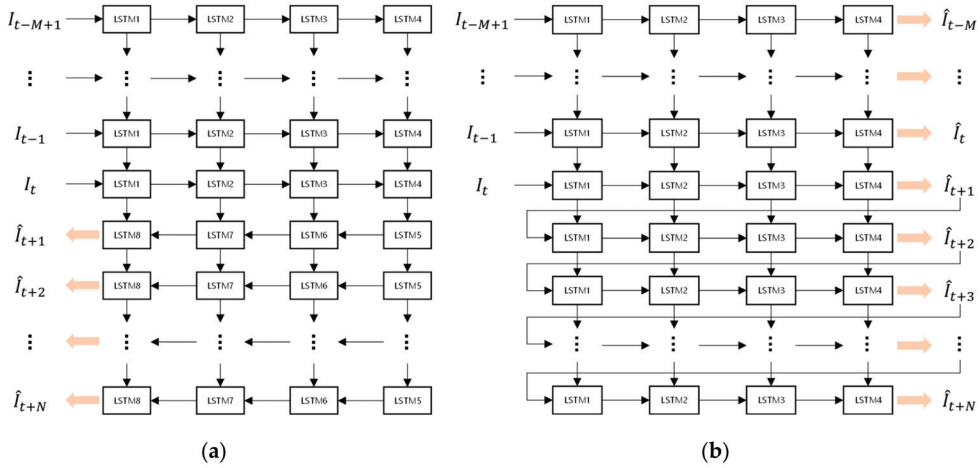 I_{t−M+1} LSTM1 LSTM2 LSTM3 LSTM4
⋮ ⋮ ⋮ ⋮ ⋮
I_{t−1} LSTM1 LSTM2 LSTM3 LSTM4
I_t LSTM1 LSTM2 LSTM3 LSTM4
Î_{t+1} LSTM8 LSTM7 LSTM6 LSTM5
Î_{t+2} LSTM8 LSTM7 LSTM6 LSTM5
⋮ ⋮ ⋮ ⋮ ⋮
Î_{t+N} LSTM8 LSTM7 LSTM6 LSTM5
(a)
I_{t−M+1} LSTM1 LSTM2 LSTM3 LSTM4 Î_{t−M}
⋮ ⋮ ⋮ ⋮ ⋮ ⋮
I_{t−1} LSTM1 LSTM2 LSTM3 LSTM4 Î_t
I_t LSTM1 LSTM2 LSTM3 LSTM4 Î_{t+1}
LSTM1 LSTM2 LSTM3 LSTM4 Î_{t+2}
LSTM1 LSTM2 LSTM3 LSTM4 Î_{t+3}
⋮ ⋮ ⋮ ⋮ ⋮
LSTM1 LSTM2 LSTM3 LSTM4 Î_{t+N}
(b)